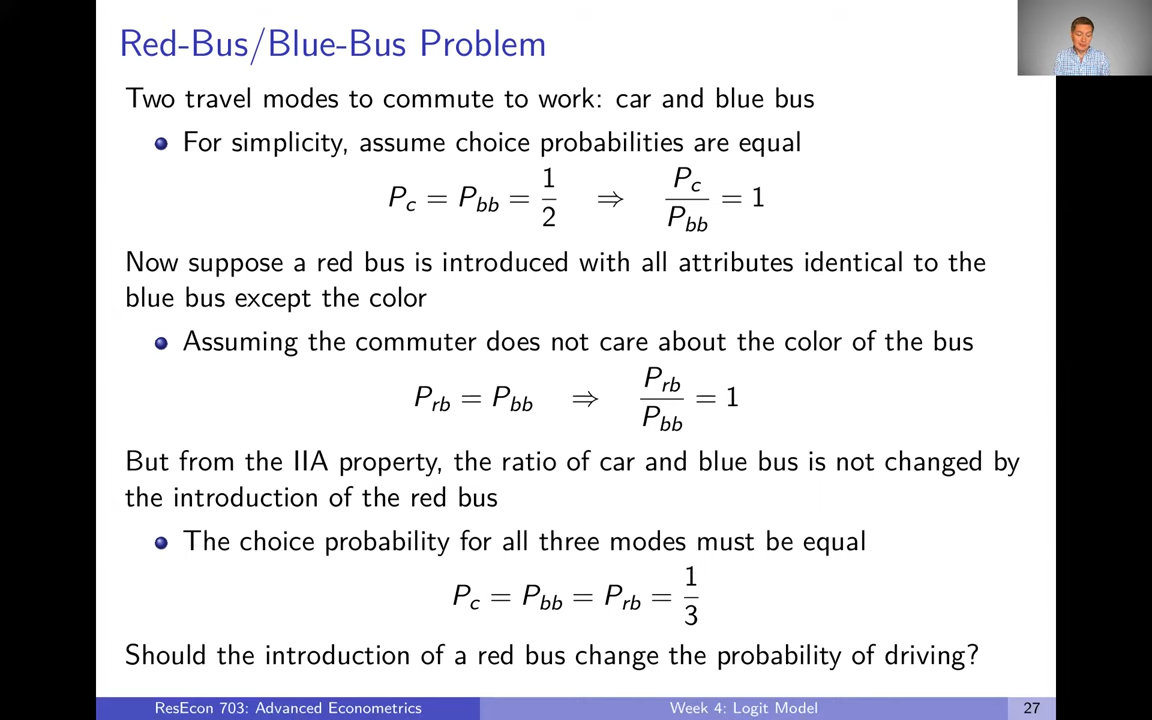 Red-Bus/Blue-Bus Problem
Two travel modes to commute to work: car and blue bus
For simplicity, assume choice probabilities are equal
P_c = P_bb = 1/2 ⇒ P_c/P_bb = 1
Now suppose a red bus is introduced with all attributes identical to the
blue bus except the color
Assuming the commuter does not care about the color of the bus
P_rb = P_bb ⇒ P_rb/P_bb = 1
But from the IIA property, the ratio of car and blue bus is not changed by
the introduction of the red bus
The choice probability for all three modes must be equal
P_c = P_bb = P_rb = 1/3
Should the introduction of a red bus change the probability of driving?
ResEcon 703: Advanced Econometrics
Week 4: Logit Model
27